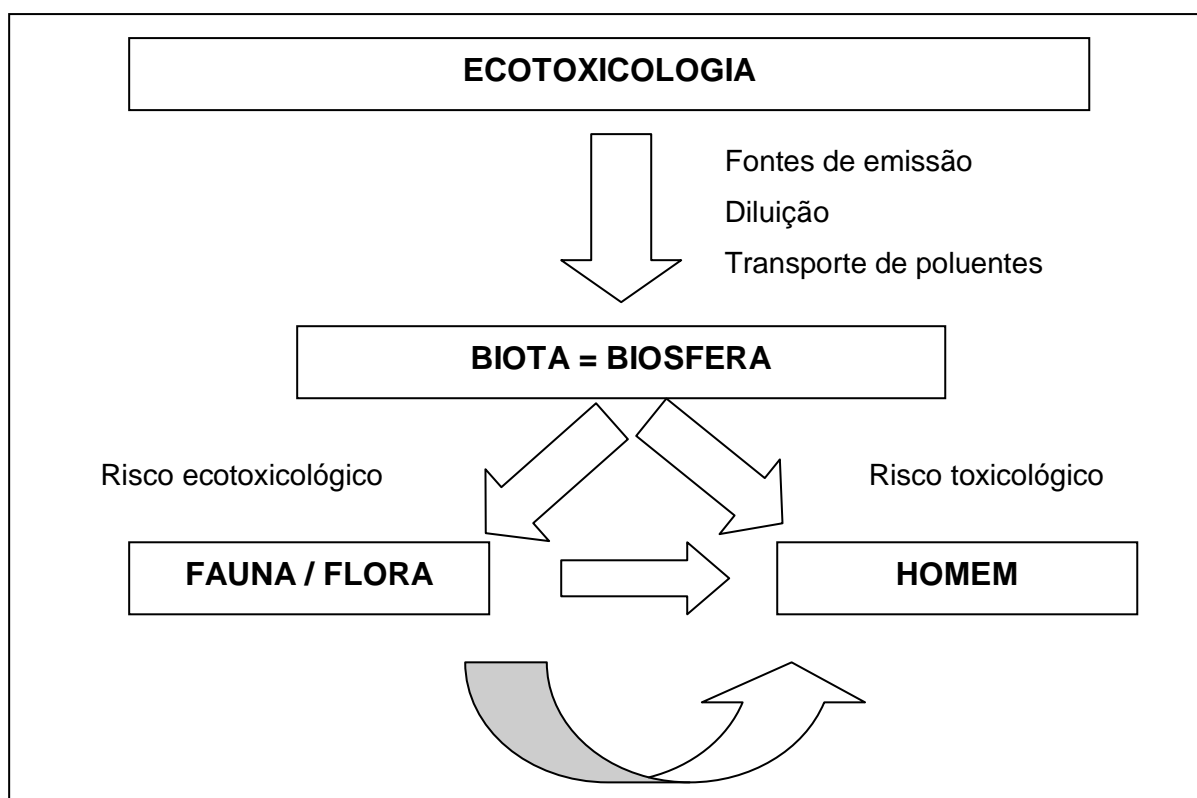 ECOTOXICOLOGIA
Fontes de emissão
Diluição
Transporte de poluentes
BIOTA = BIOSFERA
Risco ecotoxicológico
Risco toxicológico
FAUNA / FLORA
HOMEM